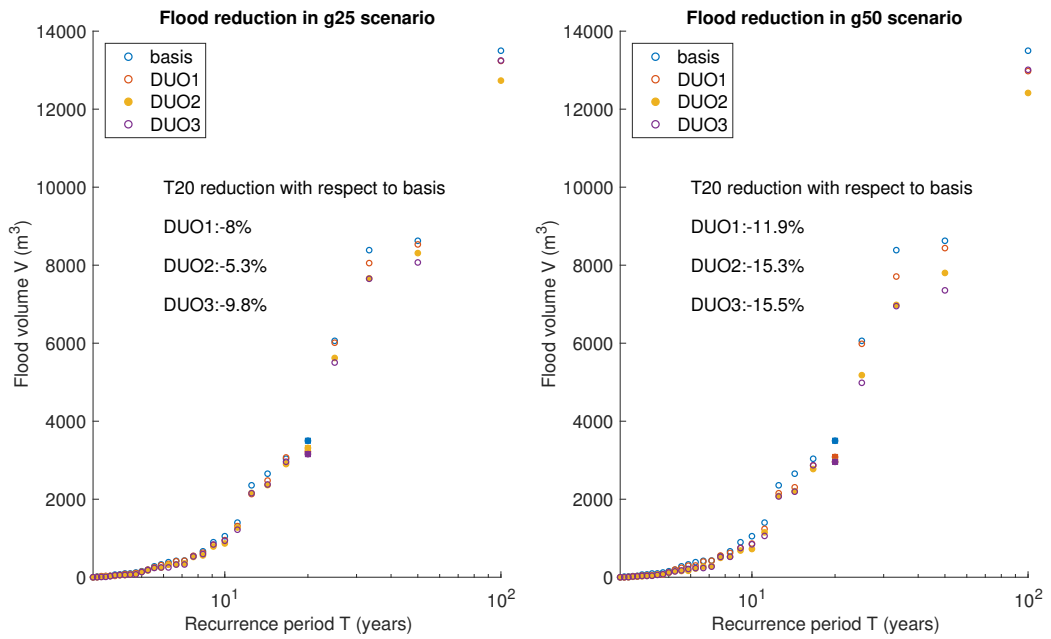 Flood reduction in g25 scenario
14000
12000
10000
8000
6000
4000
2000
0
Flood volume V (m³)
basis
DUO1
DUO2
DUO3
T20 reduction with respect to basis
DUO1:-8%
DUO2:-5.3%
DUO3:-9.8%
10¹
10²
Recurrence period T (years)
Flood reduction in g50 scenario
14000
12000
10000
8000
6000
4000
2000
0
Flood volume V (m³)
basis
DUO1
DUO2
DUO3
T20 reduction with respect to basis
DUO1:-11.9%
DUO2:-15.3%
DUO3:-15.5%
10¹
10²
Recurrence period T (years)